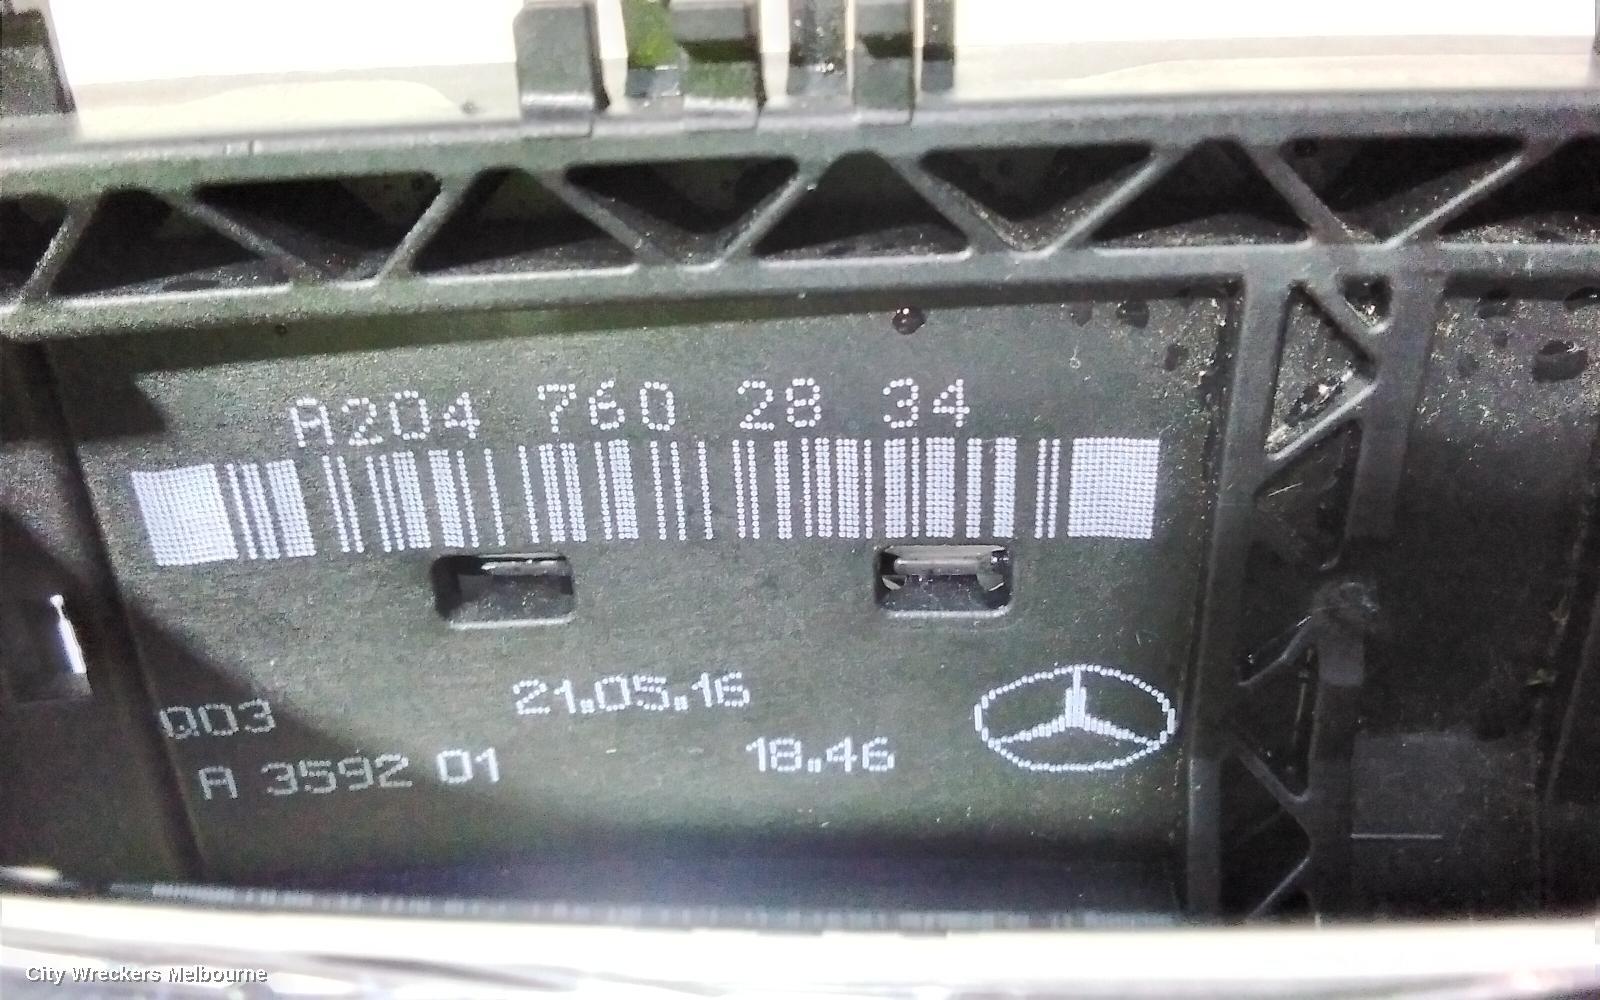 A204 760 28 34
21.05.16
Q03
18.46
A 3592 01
City Wreckers Melbourne